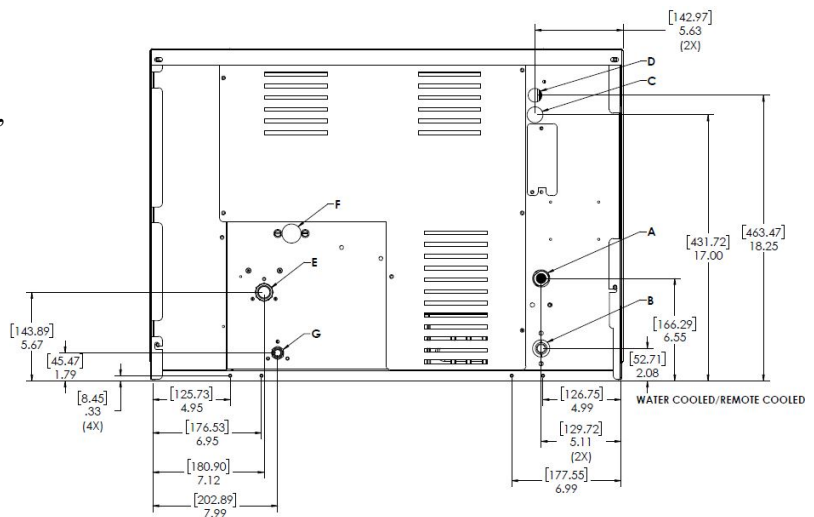 [142.97]
5.63
(2X)
D
C
F
A
[463.47]
18.25
[431.72]
17.00
E
B
G
[143.89]
5.67
[166.29]
6.55
[45.47]
1.79
[52.71]
2.08
[8.45]
.33
(4X)
[125.73]
4.95
[126.75]
4.99
WATER COOLED/REMOTE COOLED
[176.53]
6.95
[129.72]
5.11
(2X)
[180.90]
7.12
[177.55]
6.99
[202.89]
7.99